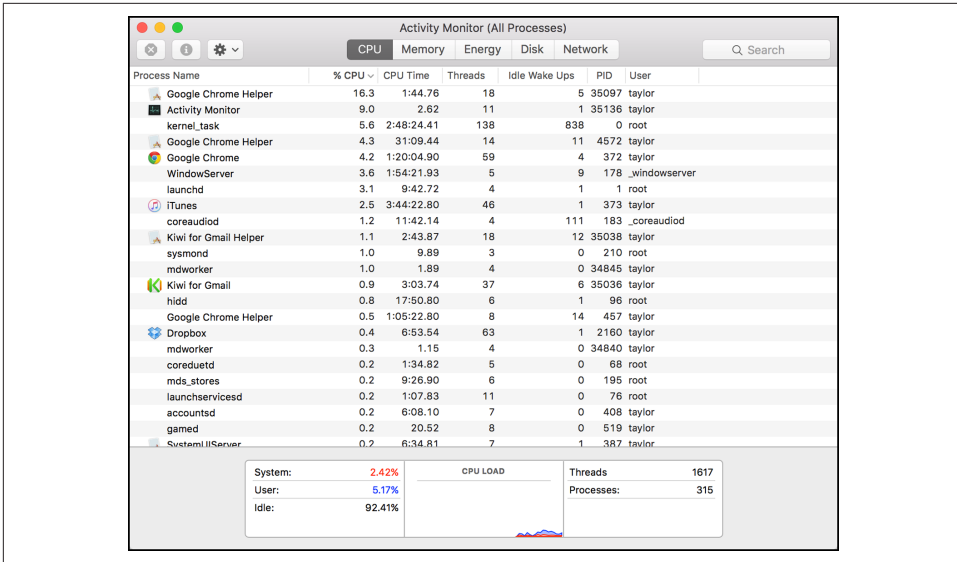 Activity Monitor (All Processes)
CPU Memory Energy Disk Network Search
Process Name % CPU CPU Time Threads Idle Wake Ups PID User
Google Chrome Helper 16.3 1:44.76 18 5 35097 taylor
Activity Monitor 9.0 2.62 11 1 35136 taylor
kernel_task 5.6 2:48:24.41 138 838 0 root
Google Chrome Helper 4.3 31:09.44 14 11 4572 taylor
Google Chrome 4.2 1:20:04.90 59 4 372 taylor
WindowServer 3.6 1:54:21.93 5 9 178 _windowserver
launchd 3.1 9:42.72 4 1 1 root
iTunes 2.5 3:44:22.80 46 1 373 taylor
coreaudiod 1.2 11:42.14 4 111 183 _coreaudiod
Kiwi for Gmail Helper 1.1 2:43.87 18 12 35038 taylor
sysmond 1.0 9.89 3 0 210 root
mdworker 1.0 1.89 4 0 34845 taylor
Kiwi for Gmail 0.9 3:03.74 37 6 35036 taylor
hidd 0.8 17:50.80 6 1 96 root
Google Chrome Helper 0.5 1:05:22.80 8 14 457 taylor
Dropbox 0.4 6:53.54 63 1 2160 taylor
mdworker 0.3 1.15 4 0 34840 taylor
coreduetd 0.2 1:34.82 5 0 68 root
mds_stores 0.2 9:26.90 6 0 195 root
launchservicesd 0.2 1:07.83 11 0 76 root
accountsd 0.2 6:08.10 7 0 408 taylor
gamed 0.2 20.52 8 0 519 taylor
SystemUIServer 0.2 6:34.81 7 1 387 taylor
System: 2.42% CPU LOAD Threads 1617
User: 5.17% Processes: 315
Idle: 92.41%